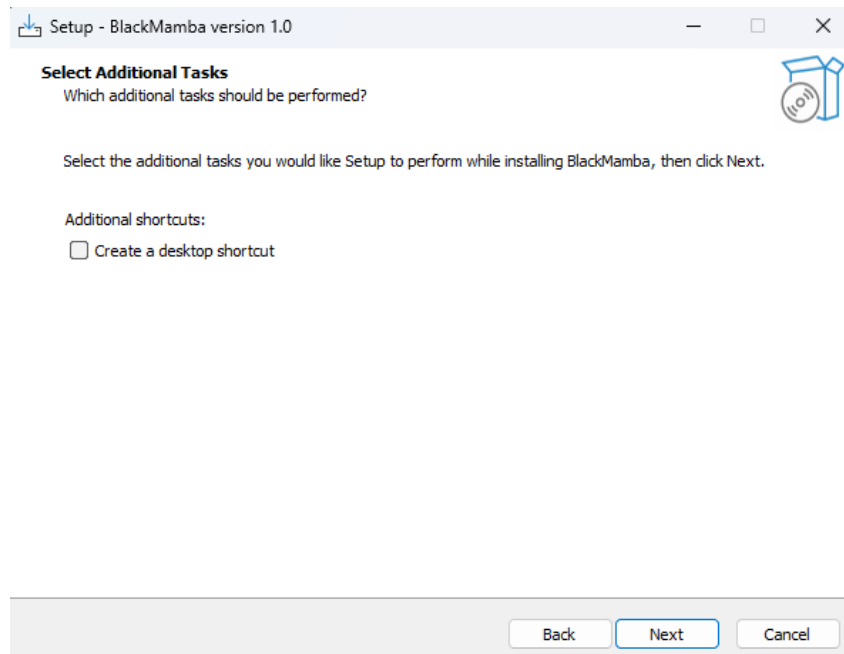 Setup - BlackMamba version 1.0
Select Additional Tasks
Which additional tasks should be performed?
Select the additional tasks you would like Setup to perform while installing BlackMamba, then click Next.
Additional shortcuts:
Create a desktop shortcut
Back Next Cancel